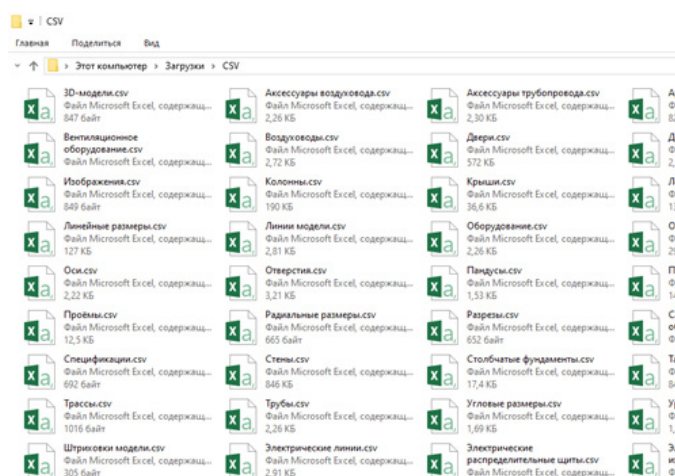 CSV
Главная Поделиться Вид
Этот компьютер > Загрузки > CSV
3D-модели.csv
Файл Microsoft Excel, содержащ...
847 байт
Аксессуары воздуховода.csv
Файл Microsoft Excel, содержащ...
2,26 КБ
Аксессуары трубопровода.csv
Файл Microsoft Excel, содержащ...
2,30 КБ
Вентиляционное
оборудование.csv
Файл Microsoft Excel, содержащ...
Воздуховоды.csv
Файл Microsoft Excel, содержащ...
2,72 КБ
Двери.csv
Файл Microsoft Excel, содержащ...
572 КБ
Изображения.csv
Файл Microsoft Excel, содержащ...
849 байт
Колонны.csv
Файл Microsoft Excel, содержащ...
190 КБ
Крыши.csv
Файл Microsoft Excel, содержащ...
36,6 КБ
Линейные размеры.csv
Файл Microsoft Excel, содержащ...
127 КБ
Линии модели.csv
Файл Microsoft Excel, содержащ...
2,81 КБ
Оборудование.csv
Файл Microsoft Excel, содержащ...
2,26 КБ
Оси.csv
Файл Microsoft Excel, содержащ...
2,22 КБ
Отверстия.csv
Файл Microsoft Excel, содержащ...
3,21 КБ
Пандусы.csv
Файл Microsoft Excel, содержащ...
1,53 КБ
Проёмы.csv
Файл Microsoft Excel, содержащ...
12,5 КБ
Радиальные размеры.csv
Файл Microsoft Excel, содержащ...
665 байт
Разрезы.csv
Файл Microsoft Excel, содержащ...
652 байт
Спецификации.csv
Файл Microsoft Excel, содержащ...
692 байт
Стены.csv
Файл Microsoft Excel, содержащ...
846 КБ
Столбчатые фундаменты.csv
Файл Microsoft Excel, содержащ...
17,4 КБ
Трассы.csv
Файл Microsoft Excel, содержащ...
1016 байт
Трубы.csv
Файл Microsoft Excel, содержащ...
2,26 КБ
Угловые размеры.csv
Файл Microsoft Excel, содержащ...
1,69 КБ
Штриховки модели.csv
Файл Microsoft Excel, содержащ...
305 байт
Электрические линии.csv
Файл Microsoft Excel, содержащ...
2,91 КБ
Электрические
распределительные щиты.csv
Файл Microsoft Excel, содержащ...